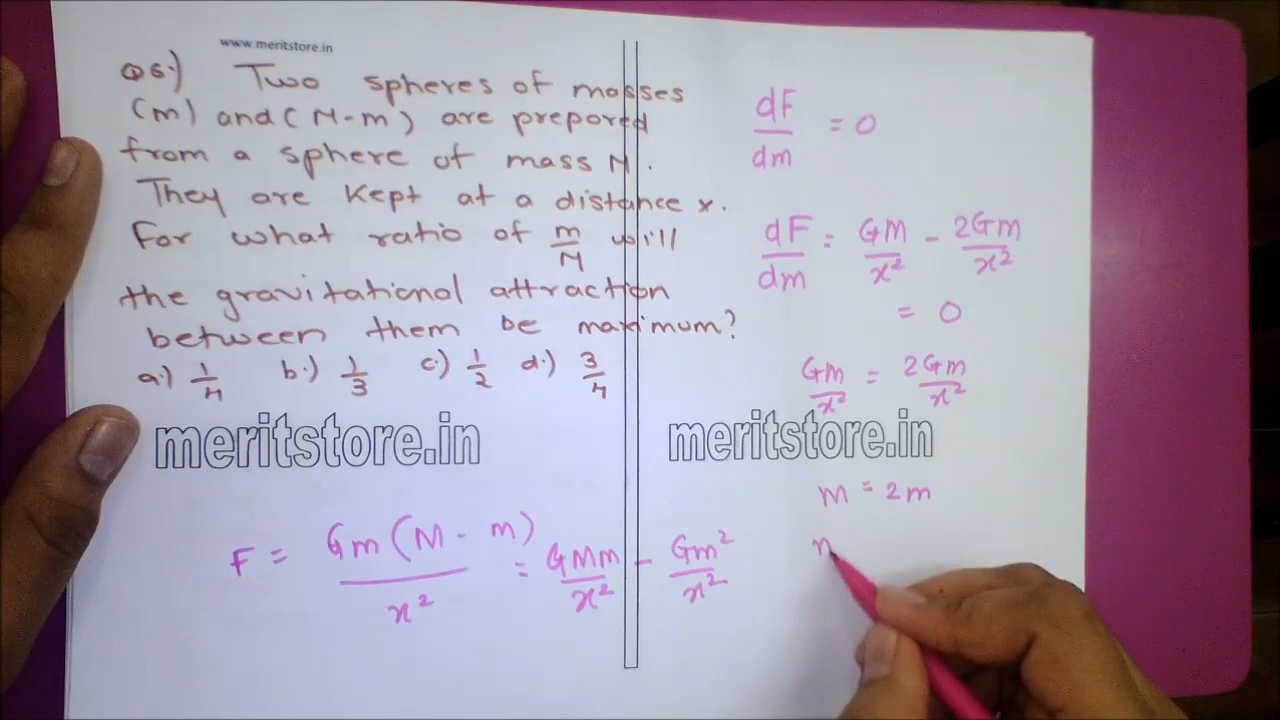 www.meritstore.in
Q6.) Two spheres of masses
(m) and (M-m) are prepared
from a sphere of mass M.
They are kept at a distance x.
For what ratio of m/M will
the gravitational attraction
between them be maximum?
a.) 1/4 b.) 1/3 c.) 1/2 d.) 3/4
meritstore.in
F = Gm(M - m)/x² = GMm/x² - Gm²/x²
dF/dm = 0
dF/dm = GM/x² - 2Gm/x²
= 0
GM/x² = 2Gm/x²
meritstore.in
M = 2m